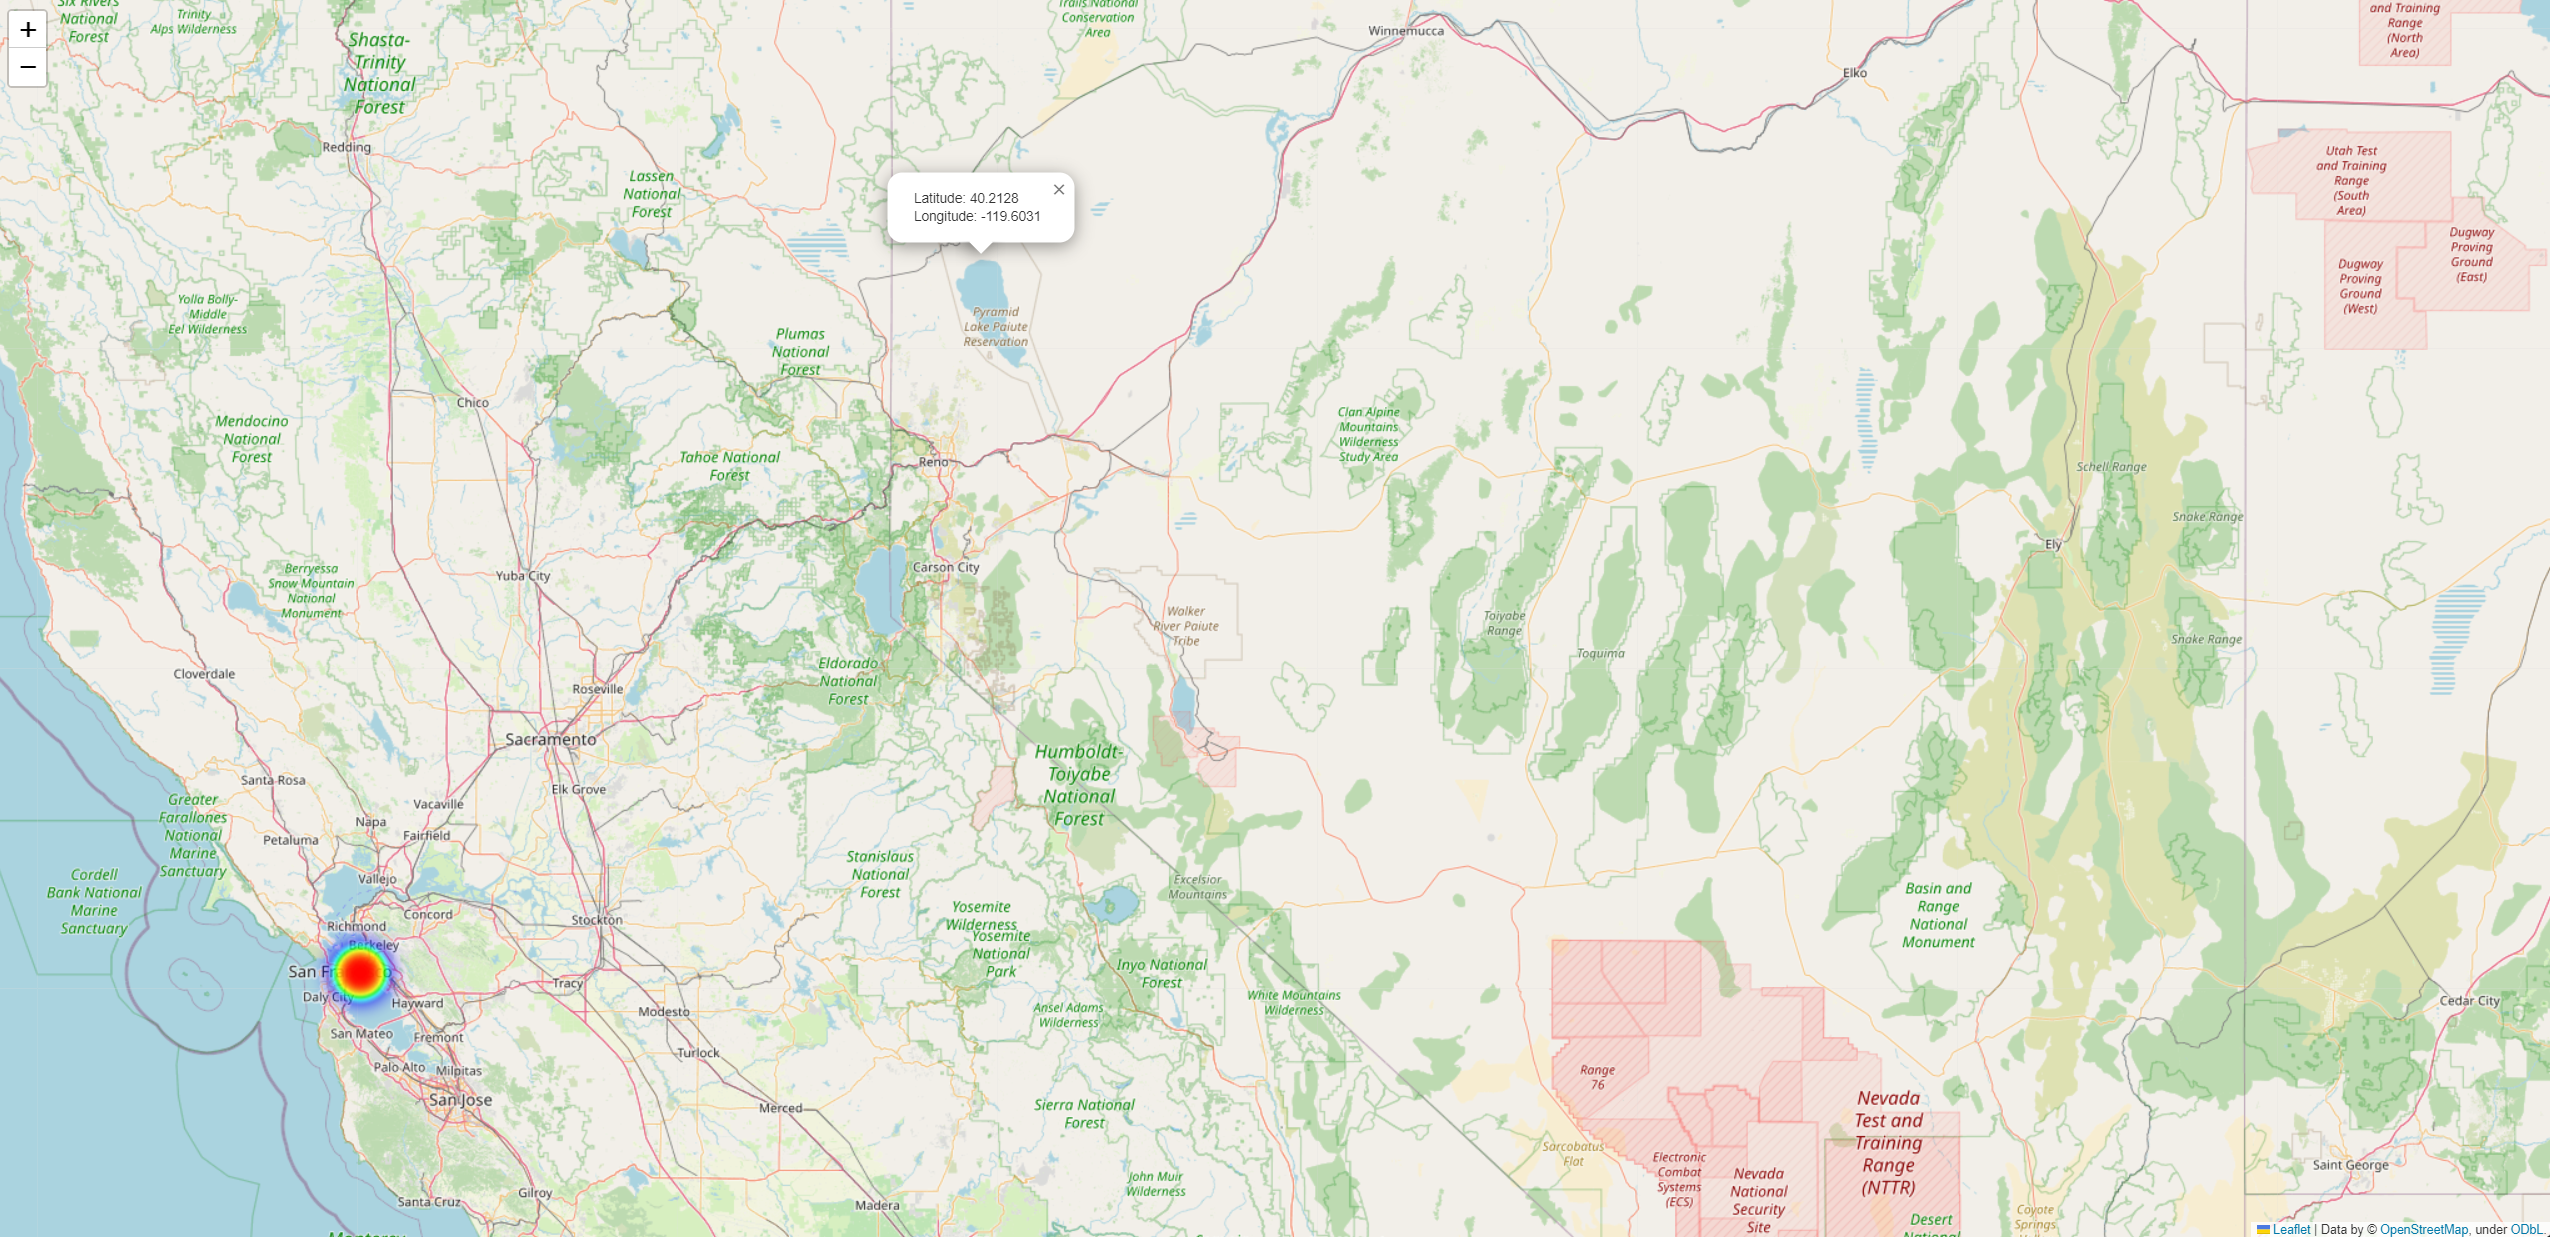 +
−
Six Rivers
National
Forest
Trinity
Alps Wilderness
Shasta-
Trinity
National
Forest
Trails National
Conservation
Area
Winnemucca
Elko
and Training
Range
(North
Area)
Redding
Lassen
National
Forest
Latitude: 40.2128
Longitude: -119.6031
×
Utah Test
and Training
Range
(South
Area)
Dugway
Proving
Ground
(East)
Dugway
Proving
Ground
(West)
Yolla Bolly-
Middle
Eel Wilderness
Plumas
National
Forest
Pyramid
Lake Paiute
Reservation
Chico
Mendocino
National
Forest
Tahoe National
Forest
Reno
Clan Alpine
Mountains
Wilderness
Study Area
Schell Range
Snake Range
Ely
Berryessa
Snow Mountain
National
Monument
Yuba City
Carson City
Walker
River Paiute
Tribe
Toiyabe
Range
Toquima
Snake Range
Cloverdale
Roseville
Eldorado
National
Forest
Sacramento
Santa Rosa
Elk Grove
Humboldt-
Toiyabe
National
Forest
Greater
Farallones
National
Marine
Sanctuary
Vacaville
Napa
Fairfield
Petaluma
Vallejo
Cordell
Bank National
Marine
Sanctuary
Stanislaus
National
Forest
Excelsior
Mountains
Basin and
Range
National
Monument
Concord
Richmond
Berkeley
Stockton
Yosemite
Wilderness
Yosemite
National
Park
San Francisco
Daly City
Hayward
Tracy
Inyo National
Forest
Ansel Adams
Wilderness
White Mountains
Wilderness
Cedar City
San Mateo
Fremont
Modesto
Turlock
Palo Alto
Milpitas
San Jose
Merced
Sierra National
Forest
Range
76
Nevada
Test and
Training
Range
(NTTR)
Sarcobatus
Flat
Electronic
Combat
Systems
(ECS)
Nevada
National
Security
Site
Saint George
John Muir
Wilderness
Santa Cruz
Gilroy
Madera
Monterey
Desert
National
Coyote
Springs
Leaflet | Data by © OpenStreetMap, under ODbL.